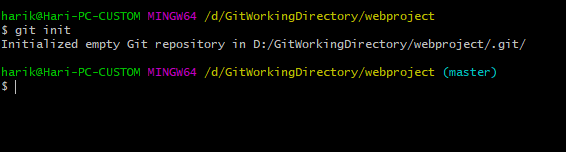 harik@Hari-PC-CUSTOM MINGW64 /d/GitWorkingDirectory/webproject
$ git init
Initialized empty Git repository in D:/GitWorkingDirectory/webproject/.git/
harik@Hari-PC-CUSTOM MINGW64 /d/GitWorkingDirectory/webproject (master)
$